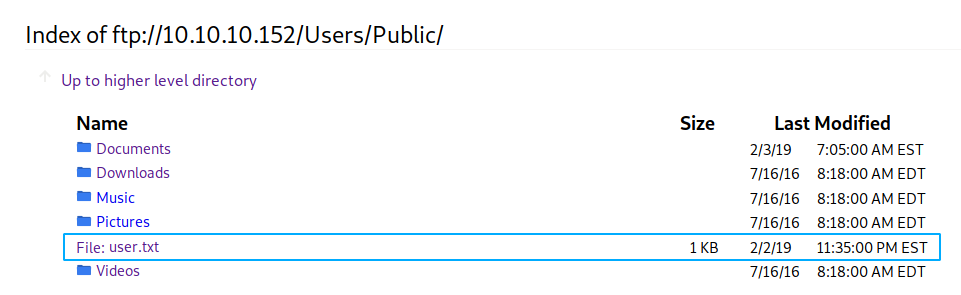 Index of ftp://10.10.10.152/Users/Public/
Up to higher level directory
Name Size Last Modified
Documents 2/3/19 7:05:00 AM EST
Downloads 7/16/16 8:18:00 AM EDT
Music 7/16/16 8:18:00 AM EDT
Pictures 7/16/16 8:18:00 AM EDT
File: user.txt 1 KB 2/2/19 11:35:00 PM EST
Videos 7/16/16 8:18:00 AM EDT